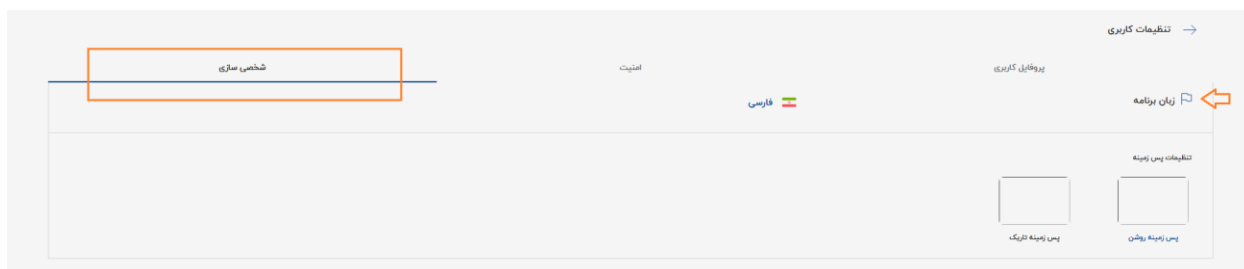 تنظیمات کاربری
پروفایل کاربری
امنیت
شخصی سازی
زبان برنامه
فارسی
تنظیمات پس زمینه
پس زمینه روشن
پس زمینه تاریک